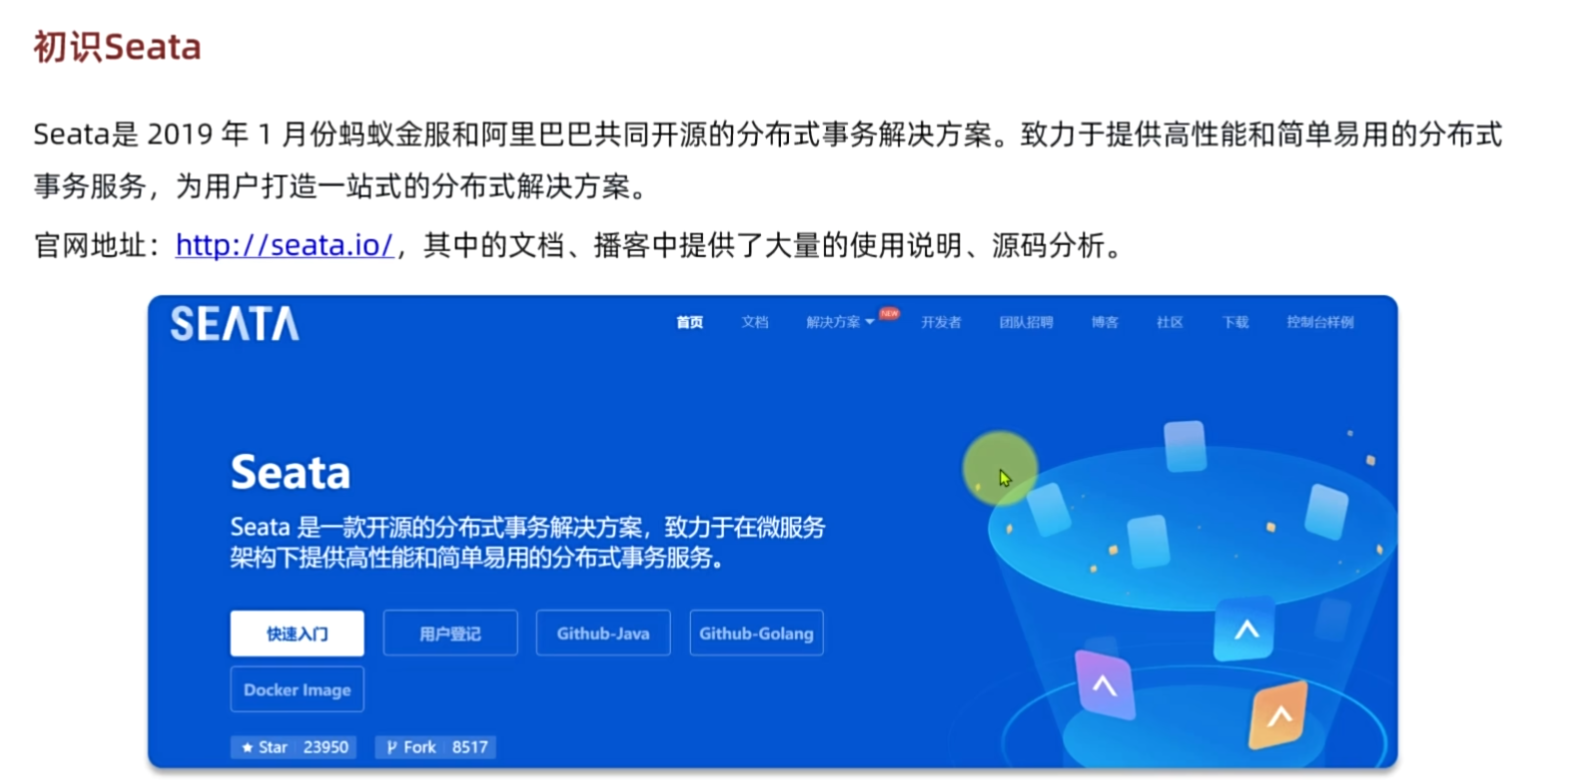 初识Seata
Seata是 2019 年 1 月份蚂蚁金服和阿里巴巴共同开源的分布式事务解决方案。致力于提供高性能和简单易用的分布式
事务服务，为用户打造一站式的分布式解决方案。
官网地址：http://seata.io/，其中的文档、播客中提供了大量的使用说明、源码分析。
SEATA 首页 文档 解决方案 NEW 开发者 团队招聘 博客 社区 下载 控制台样例
Seata
Seata 是一款开源的分布式事务解决方案，致力于在微服务
架构下提供高性能和简单易用的分布式事务服务。
快速入门 用户登记 Github-Java Github-Golang
Docker Image
Star 23950 Fork 8517